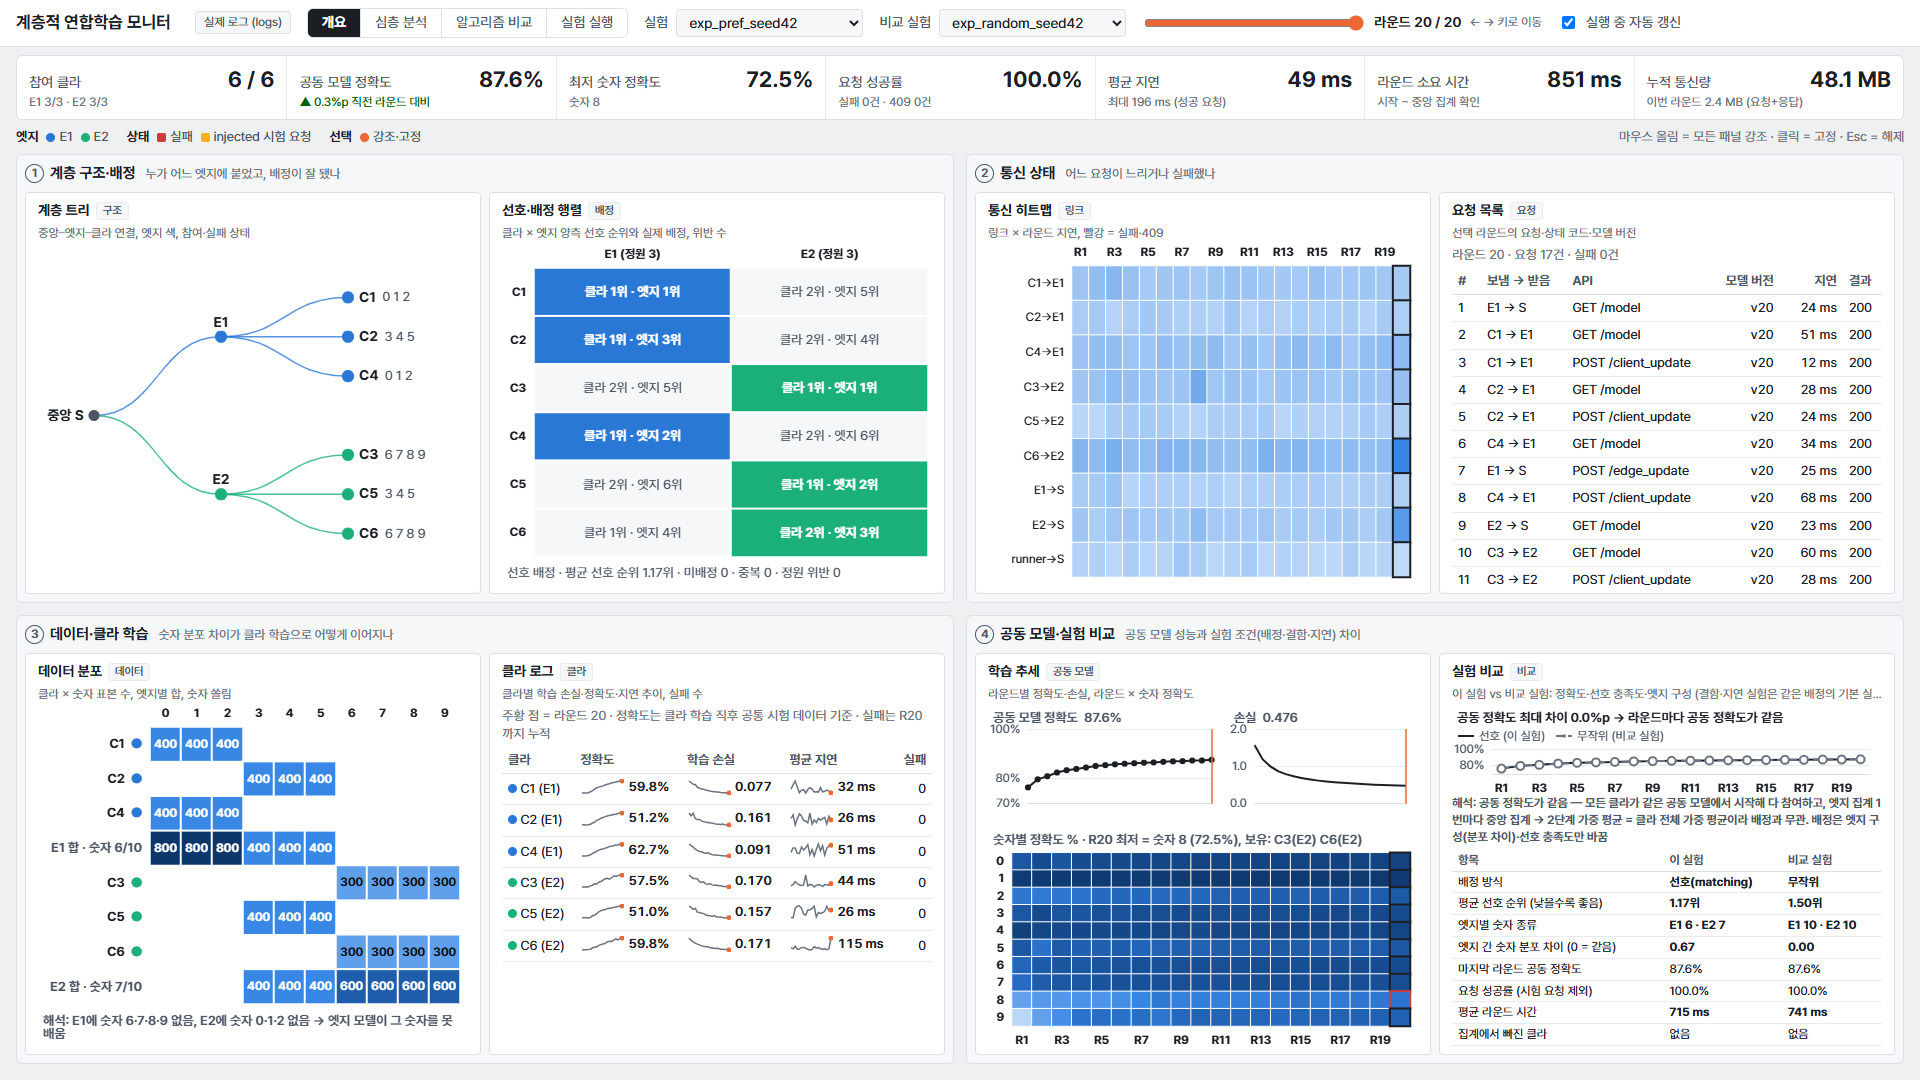 계층적 연합학습 모니터 실제 로그 (logs) 개요 심층 분석 알고리즘 비교 실험 실행 실험 exp_pref_seed42 비교 실험 exp_random_seed42 라운드 20 / 20 ← → 키로 이동 실행 중 자동 갱신
참여 클라 6 / 6
E1 3/3 · E2 3/3
공동 모델 정확도 87.6%
▲ 0.3%p 직전 라운드 대비
최저 숫자 정확도 72.5%
숫자 8
요청 성공률 100.0%
실패 0건 · 409 0건
평균 지연 49 ms
최대 196 ms (성공 요청)
라운드 소요 시간 851 ms
시작 ~ 중앙 집계 확인
누적 통신량 48.1 MB
이번 라운드 2.4 MB (요청+응답)
엣지 E1 E2 상태 실패 injected 시험 요청 선택 강조·고정
마우스 올림 = 모든 패널 강조 · 클릭 = 고정 · Esc = 해제
1 계층 구조·배정 누가 어느 엣지에 붙었고, 배정이 잘 됐나
계층 트리 구조
중앙–엣지–클라 연결, 엣지 색, 참여·실패 상태
중앙 S
E1
E2
C1 0 1 2
C2 3 4 5
C4 0 1 2
C3 6 7 8 9
C5 3 4 5
C6 6 7 8 9
선호·배정 행렬 배정
클라 × 엣지 양측 선호 순위와 실제 배정, 위반 수
E1 (정원 3) E2 (정원 3)
C1 클라 1위 · 엣지 1위 클라 2위 · 엣지 5위
C2 클라 1위 · 엣지 3위 클라 2위 · 엣지 4위
C3 클라 2위 · 엣지 5위 클라 1위 · 엣지 1위
C4 클라 1위 · 엣지 2위 클라 2위 · 엣지 6위
C5 클라 2위 · 엣지 6위 클라 1위 · 엣지 2위
C6 클라 1위 · 엣지 4위 클라 2위 · 엣지 3위
선호 배정 · 평균 선호 순위 1.17위 · 미배정 0 · 중복 0 · 정원 위반 0
2 통신 상태 어느 요청이 느리거나 실패했나
통신 히트맵 링크
링크 × 라운드 지연, 빨강 = 실패·409
R1 R3 R5 R7 R9 R11 R13 R15 R17 R19
C1→E1
C2→E1
C4→E1
C3→E2
C5→E2
C6→E2
E1→S
E2→S
runner→S
요청 목록 요청
선택 라운드의 요청·상태 코드·모델 버전
라운드 20 · 요청 17건 · 실패 0건
# 보냄 → 받음 API 모델 버전 지연 결과
1 E1 → S GET /model v20 24 ms 200
2 C1 → E1 GET /model v20 51 ms 200
3 C1 → E1 POST /client_update v20 12 ms 200
4 C2 → E1 GET /model v20 28 ms 200
5 C2 → E1 POST /client_update v20 24 ms 200
6 C4 → E1 GET /model v20 34 ms 200
7 E1 → S POST /edge_update v20 25 ms 200
8 C4 → E1 POST /client_update v20 68 ms 200
9 E2 → S GET /model v20 23 ms 200
10 C3 → E2 GET /model v20 60 ms 200
11 C3 → E2 POST /client_update v20 28 ms 200
3 데이터·클라 학습 숫자 분포 차이가 클라 학습으로 어떻게 이어지나
데이터 분포 데이터
클라 × 숫자 표본 수, 엣지별 합, 숫자 쏠림
0 1 2 3 4 5 6 7 8 9
C1 400 400 400
C2 400 400 400
C4 400 400 400
E1 합 · 숫자 6/10 800 800 800 400 400 400
C3 300 300 300 300
C5 400 400 400
C6 300 300 300 300
E2 합 · 숫자 7/10 400 400 400 600 600 600 600
해석: E1에 숫자 6·7·8·9 없음, E2에 숫자 0·1·2 없음 → 엣지 모델이 그 숫자를 못
배움
클라 로그 클라
클라별 학습 손실·정확도·지연 추이, 실패 수
주황 점 = 라운드 20 · 정확도는 클라 학습 직후 공통 시험 데이터 기준 · 실패는 R20
까지 누적
클라 정확도 학습 손실 평균 지연 실패
C1 (E1) 59.8% 0.077 32 ms 0
C2 (E1) 51.2% 0.161 26 ms 0
C4 (E1) 62.7% 0.091 51 ms 0
C3 (E2) 57.5% 0.170 44 ms 0
C5 (E2) 51.0% 0.157 26 ms 0
C6 (E2) 59.8% 0.171 115 ms 0
4 공동 모델·실험 비교 공동 모델 성능과 실험 조건(배정·결함·지연) 차이
학습 추세 공동 모델
라운드별 정확도·손실, 라운드 × 숫자 정확도
공동 모델 정확도 87.6%
100%
80%
70%
손실 0.476
2.0
1.0
0.0
숫자별 정확도 % · R20 최저 = 숫자 8 (72.5%), 보유: C3(E2) C6(E2)
0
1
2
3
4
5
6
7
8
9
R1 R3 R5 R7 R9 R11 R13 R15 R17 R19
실험 비교 비교
이 실험 vs 비교 실험: 정확도·선호 충족도·엣지 구성 (결함·지연 실험은 같은 배정의 기본 실...
공동 정확도 최대 차이 0.0%p → 라운드마다 공동 정확도가 같음
선호 (이 실험) 무작위 (비교 실험)
100%
80%
R1 R3 R5 R7 R9 R11 R13 R15 R17 R19
해석: 공동 정확도가 같음 — 모든 클라가 같은 공동 모델에서 시작해 다 참여하고, 엣지 집계 1
번마다 중앙 집계 → 2단계 가중 평균 = 클라 전체 가중 평균이라 배정과 무관. 배정은 엣지 구
성(분포 차이)·선호 충족도만 바꿈
항목 이 실험 비교 실험
배정 방식 선호(matching) 무작위
평균 선호 순위 (낮을수록 좋음) 1.17위 1.50위
엣지별 숫자 종류 E1 6 · E2 7 E1 10 · E2 10
엣지 간 숫자 분포 차이 (0 = 같음) 0.67 0.00
마지막 라운드 공동 정확도 87.6% 87.6%
요청 성공률 (시험 요청 제외) 100.0% 100.0%
평균 라운드 시간 715 ms 741 ms
집계에서 빠진 클라 없음 없음